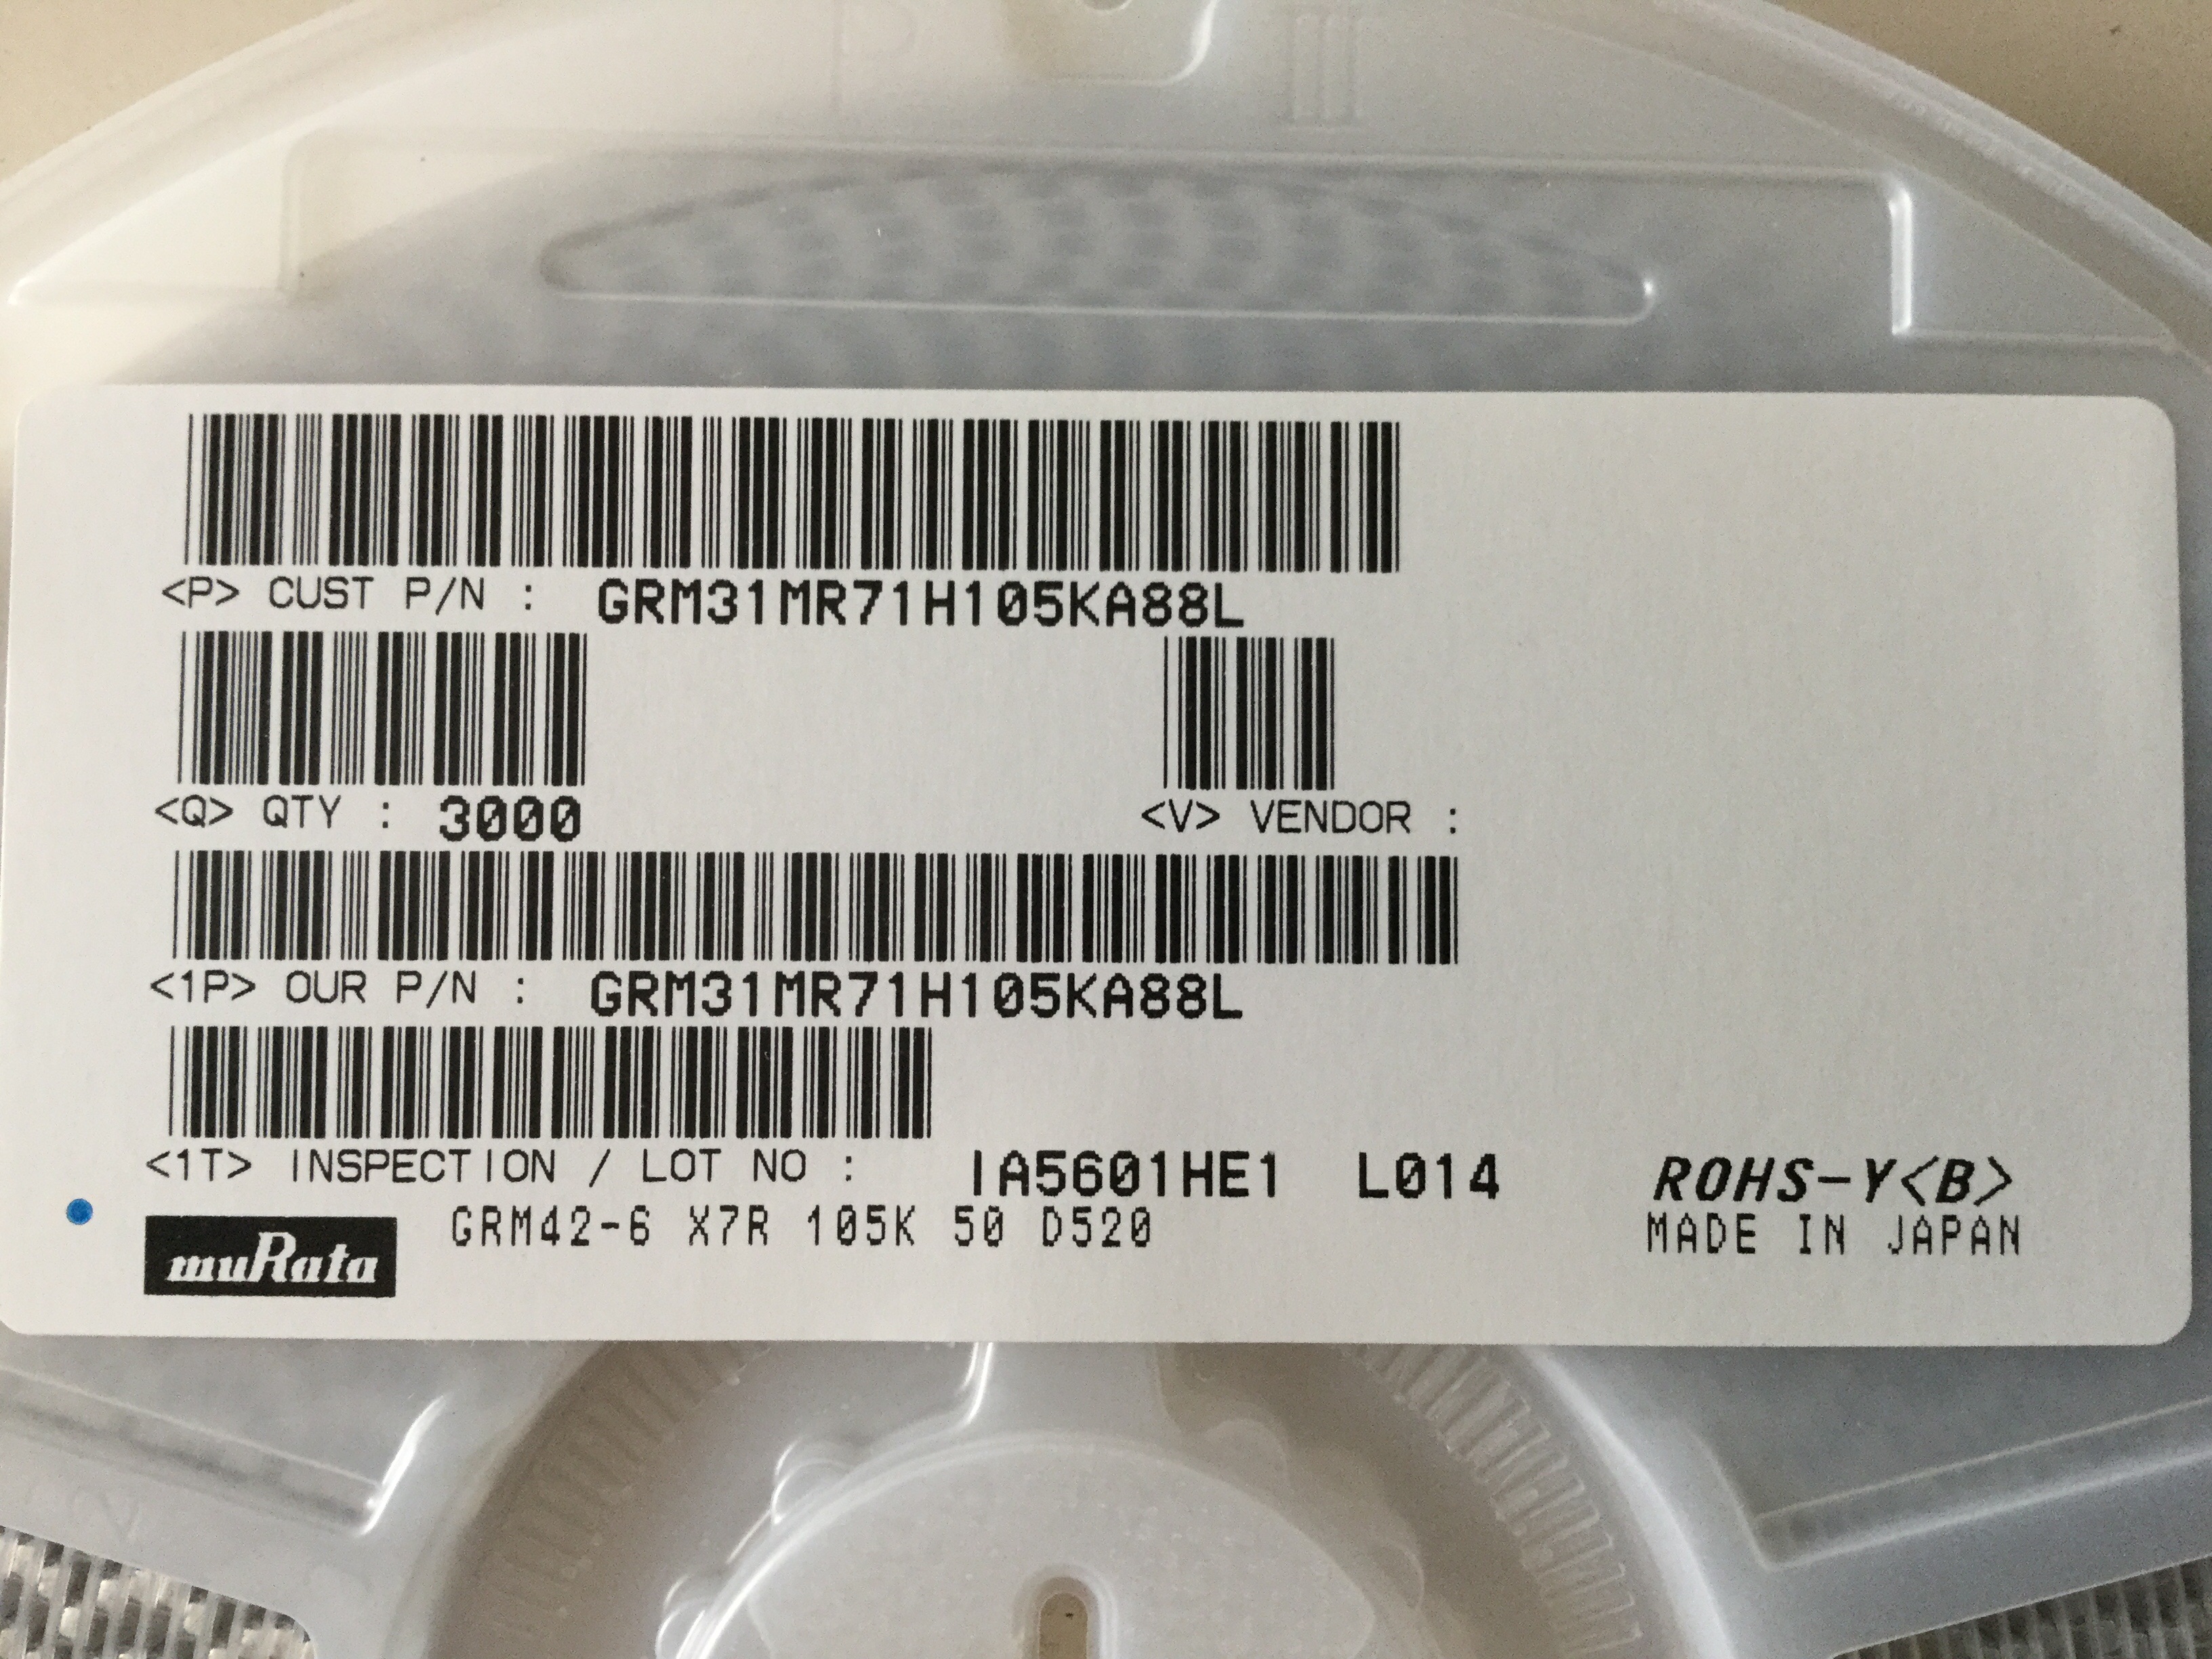 <P> CUST P/N : GRM31MR71H105KA88L
<Q> QTY : 3000 <V> VENDOR :
<1P> OUR P/N : GRM31MR71H105KA88L
<1T> INSPECTION / LOT NO : IA5601HE1 L014 ROHS-Y<B>
GRM42-6 X7R 105K 50 D520 MADE IN JAPAN
muRata